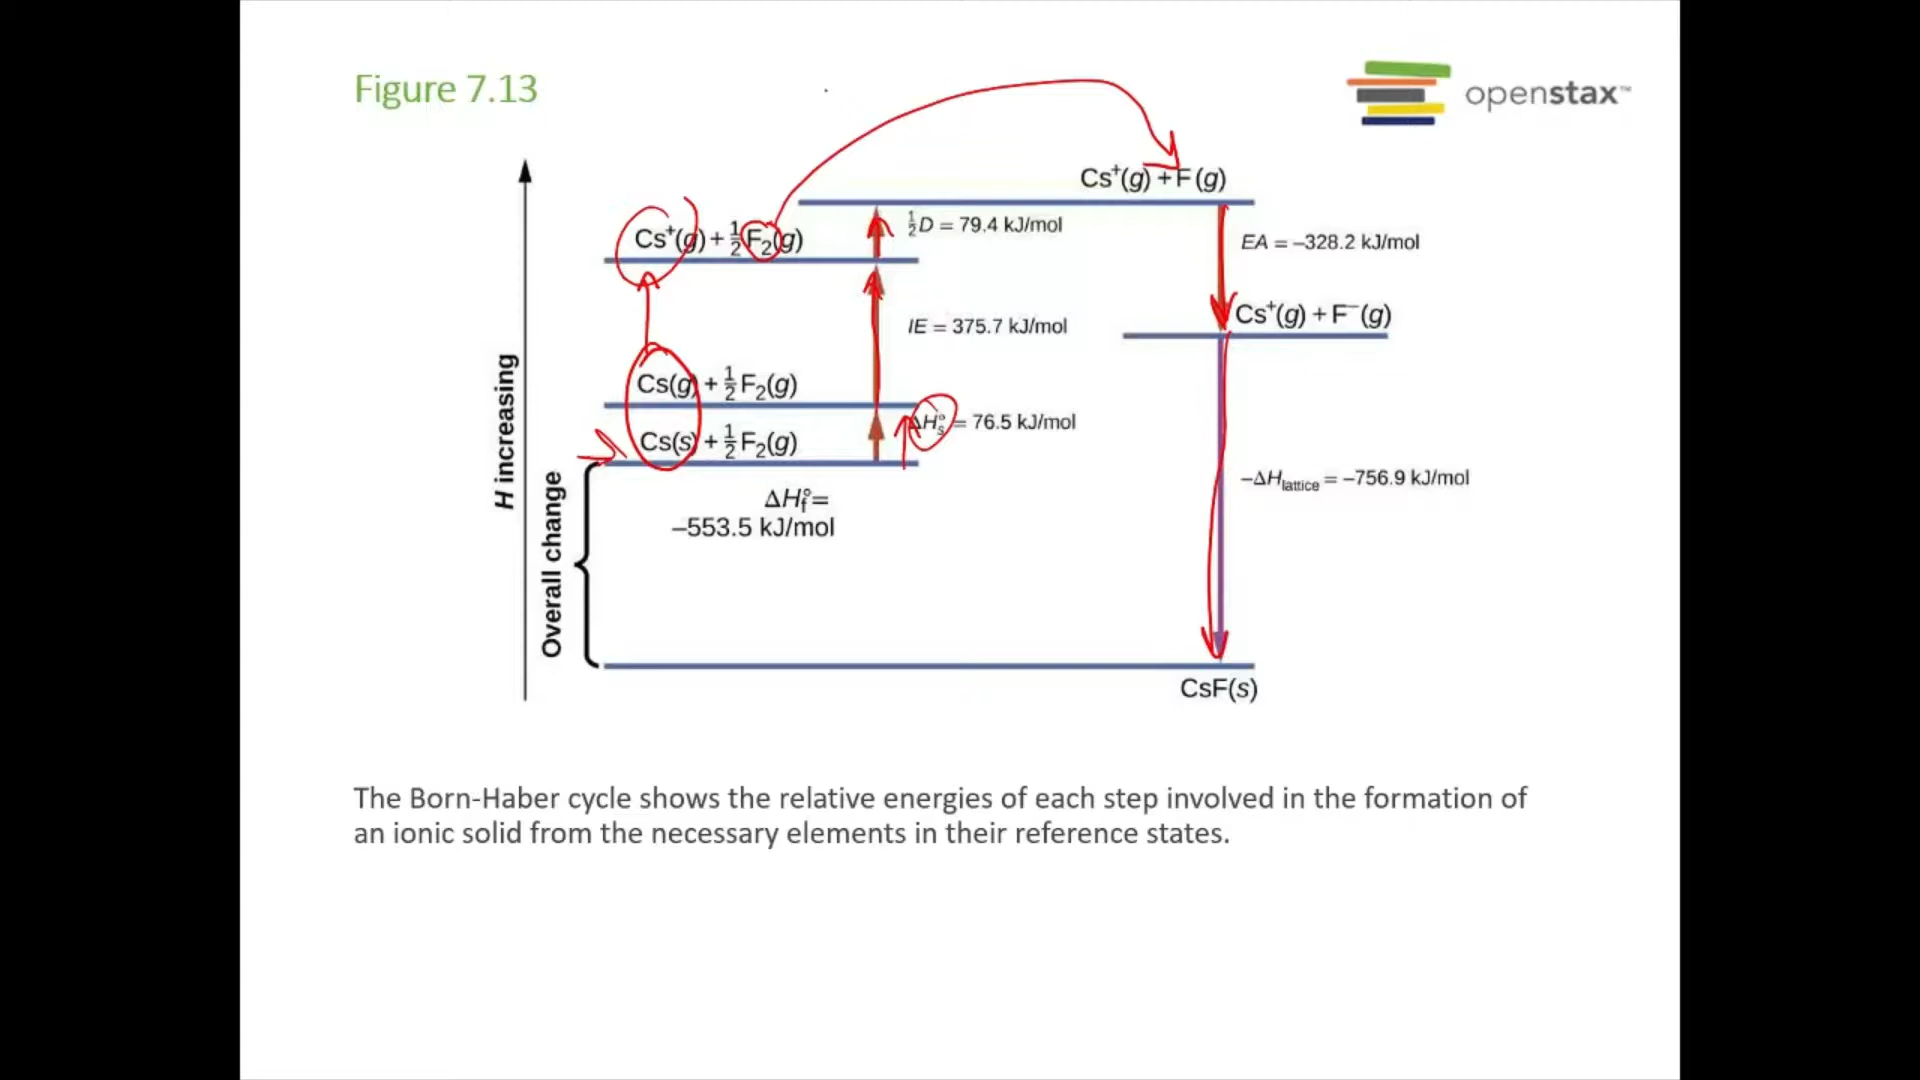 Figure 7.13
openstax™
Cs⁺(g) + F (g)
½D = 79.4 kJ/mol
Cs⁺(g) + ½F₂(g)
EA = –328.2 kJ/mol
Cs⁺(g) + F⁻(g)
IE = 375.7 kJ/mol
Cs(g) + ½F₂(g)
ΔH°ₛ = 76.5 kJ/mol
Cs(s) + ½F₂(g)
H increasing
Overall change
ΔH°f =
–553.5 kJ/mol
–ΔHlattice = –756.9 kJ/mol
CsF(s)
The Born-Haber cycle shows the relative energies of each step involved in the formation of
an ionic solid from the necessary elements in their reference states.